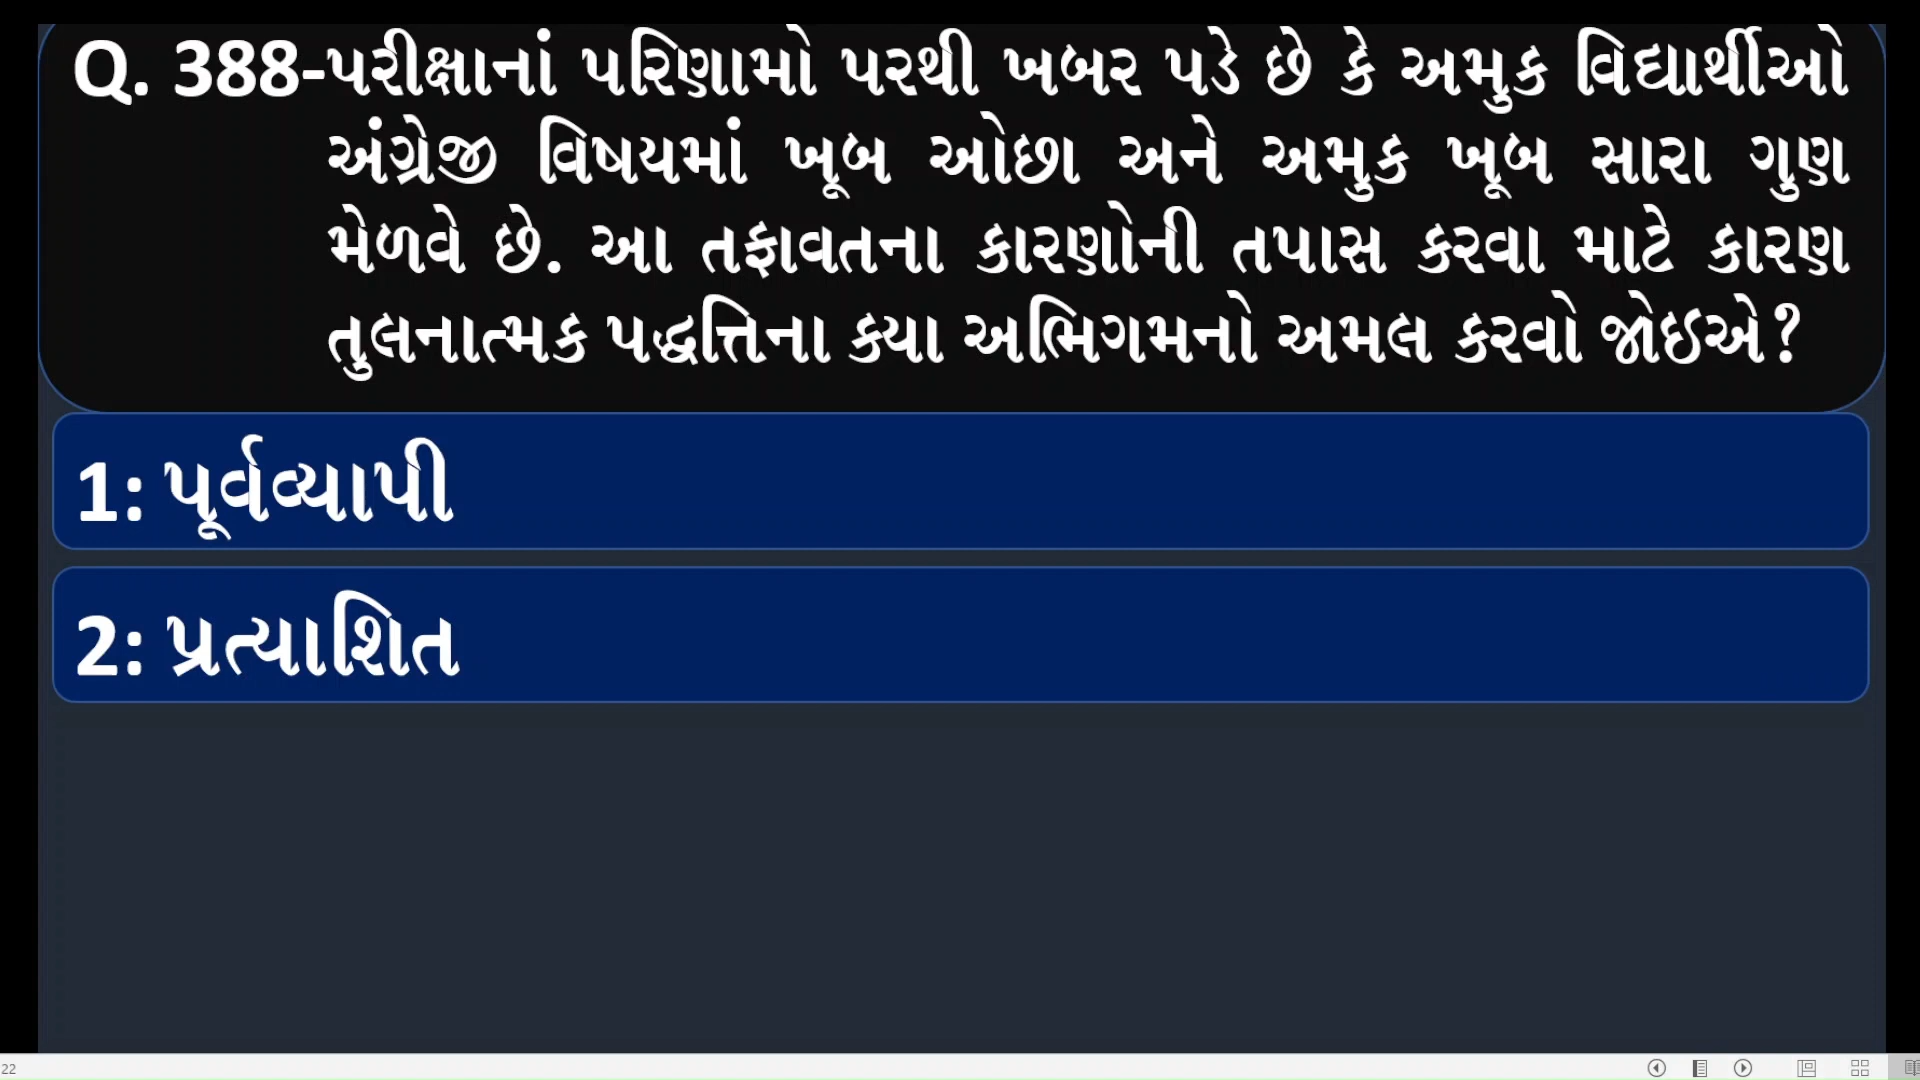 Q. 388-પરીક્ષાનાં પરિણામો પરથી ખબર પડે છે કે અમુક વિદ્યાર્થીઓ
અંગ્રેજી વિષયમાં ખૂબ ઓછા અને અમુક ખૂબ સારા ગુણ
મેળવે છે. આ તફાવતના કારણોની તપાસ કરવા માટે કારણ
તુલનાત્મક પદ્ધત્તિના ક્યા અભિગમનો અમલ કરવો જોઇએ?
1: પૂર્વવ્યાપી
2: પ્રત્યાશિત
22